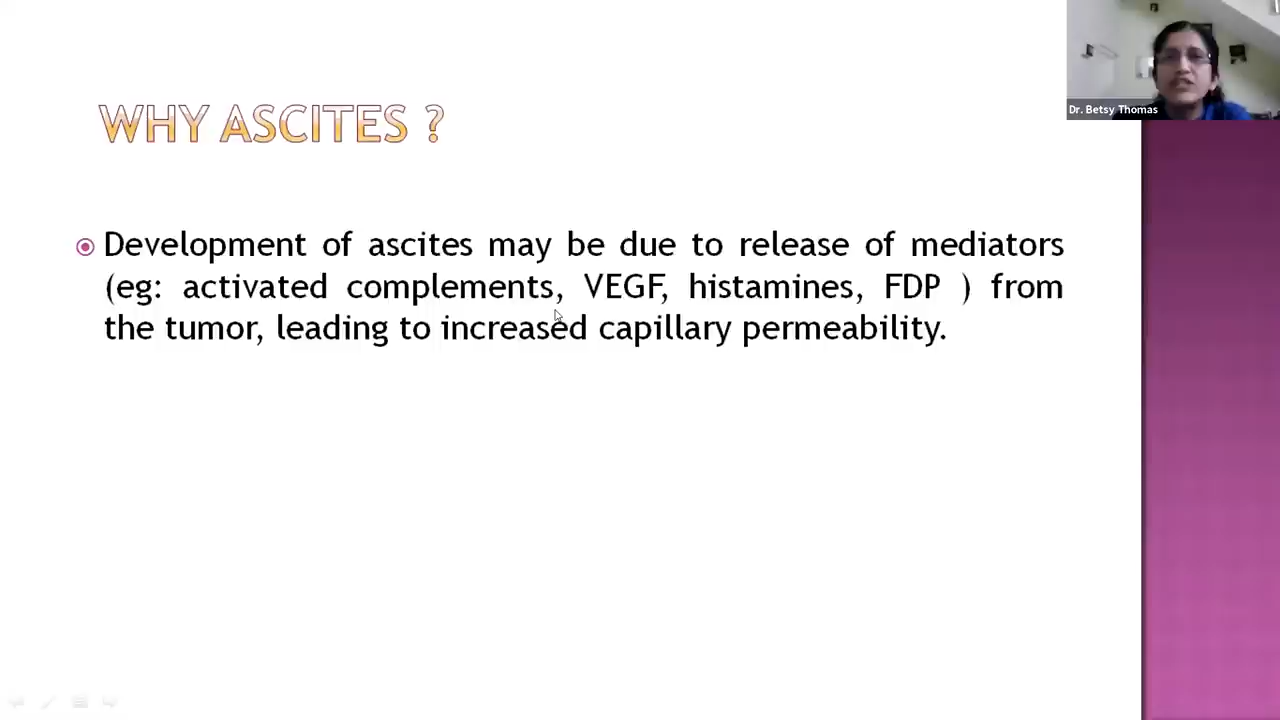 Dr. Betsy Thomas
WHY ASCITES ?
Development of ascites may be due to release of mediators
(eg: activated complements, VEGF, histamines, FDP ) from
the tumor, leading to increased capillary permeability.